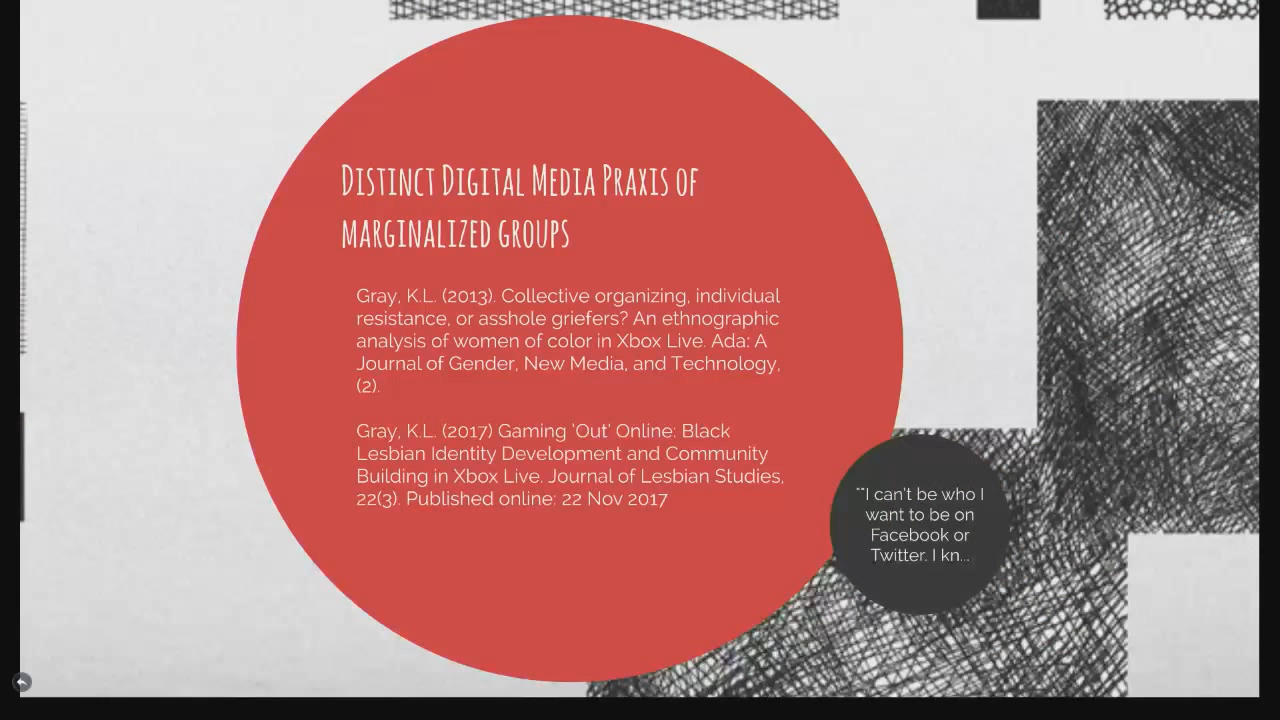 Distinct Digital Media Praxis of
marginalized groups
Gray, K.L. (2013). Collective organizing, individual
resistance, or asshole griefers? An ethnographic
analysis of women of color in Xbox Live. Ada: A
Journal of Gender, New Media, and Technology,
(2).
Gray, K.L. (2017) Gaming 'Out' Online: Black
Lesbian Identity Development and Community
Building in Xbox Live. Journal of Lesbian Studies,
22(3). Published online: 22 Nov 2017
""I can't be who I
want to be on
Facebook or
Twitter. I kn...